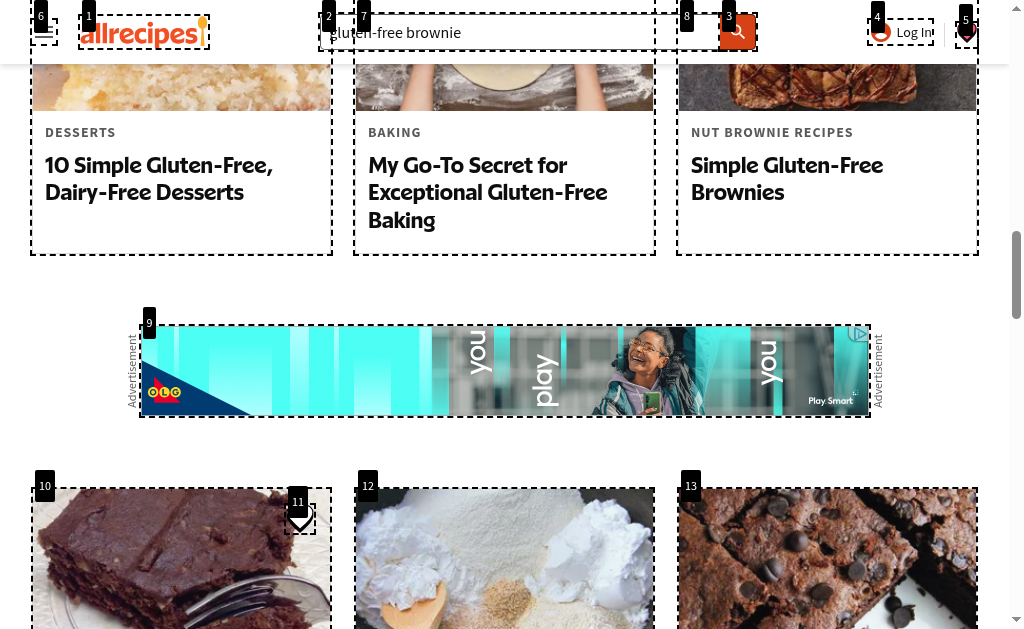 6
1
2
7
8
3
4
5
allrecipes
gluten-free brownie
Log In
DESSERTS
10 Simple Gluten-Free,
Dairy-Free Desserts
BAKING
My Go-To Secret for
Exceptional Gluten-Free
Baking
NUT BROWNIE RECIPES
Simple Gluten-Free
Brownies
9
Advertisement
OLG
you
play
you
Play Smart
Advertisement
10
11
12
13